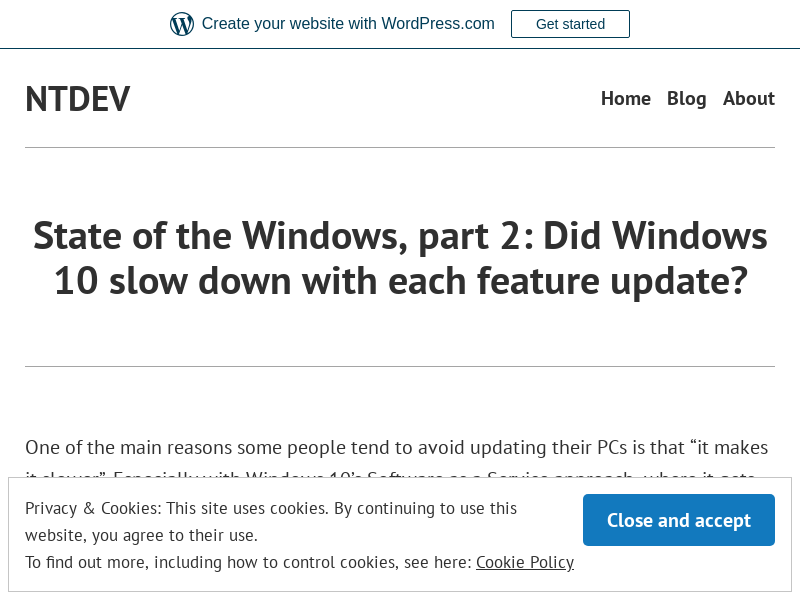 Create your website with WordPress.com
Get started
NTDEV
Home Blog About
State of the Windows, part 2: Did Windows
10 slow down with each feature update?
One of the main reasons some people tend to avoid updating their PCs is that “it makes
it slower”. Especially with Windows 10’s Software as a Service approach, where it gets
Privacy & Cookies: This site uses cookies. By continuing to use this
website, you agree to their use.
To find out more, including how to control cookies, see here: Cookie Policy
Close and accept